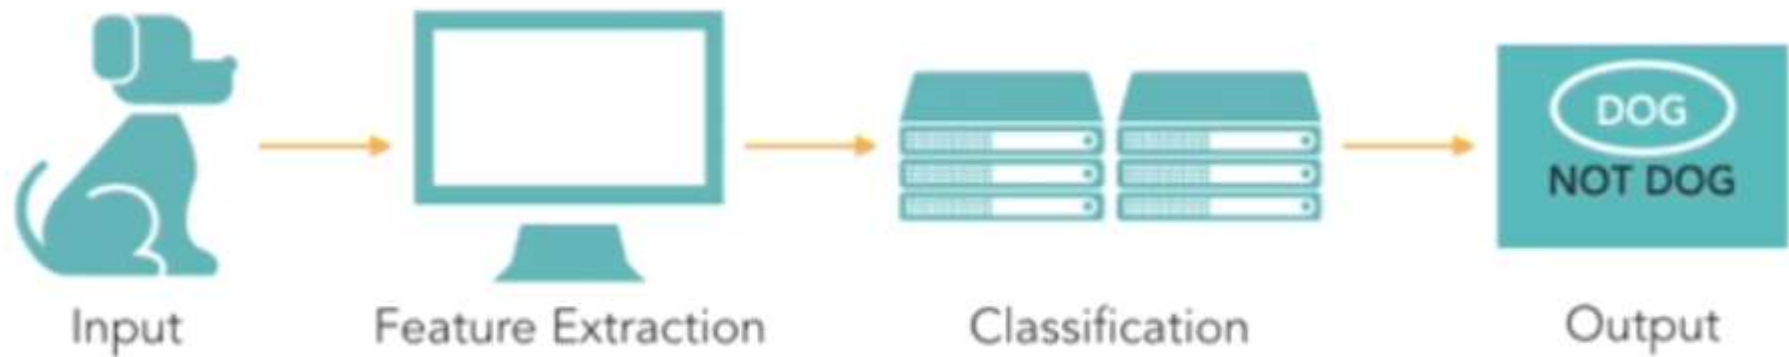 DOG
NOT DOG
Input
Feature Extraction
Classification
Output